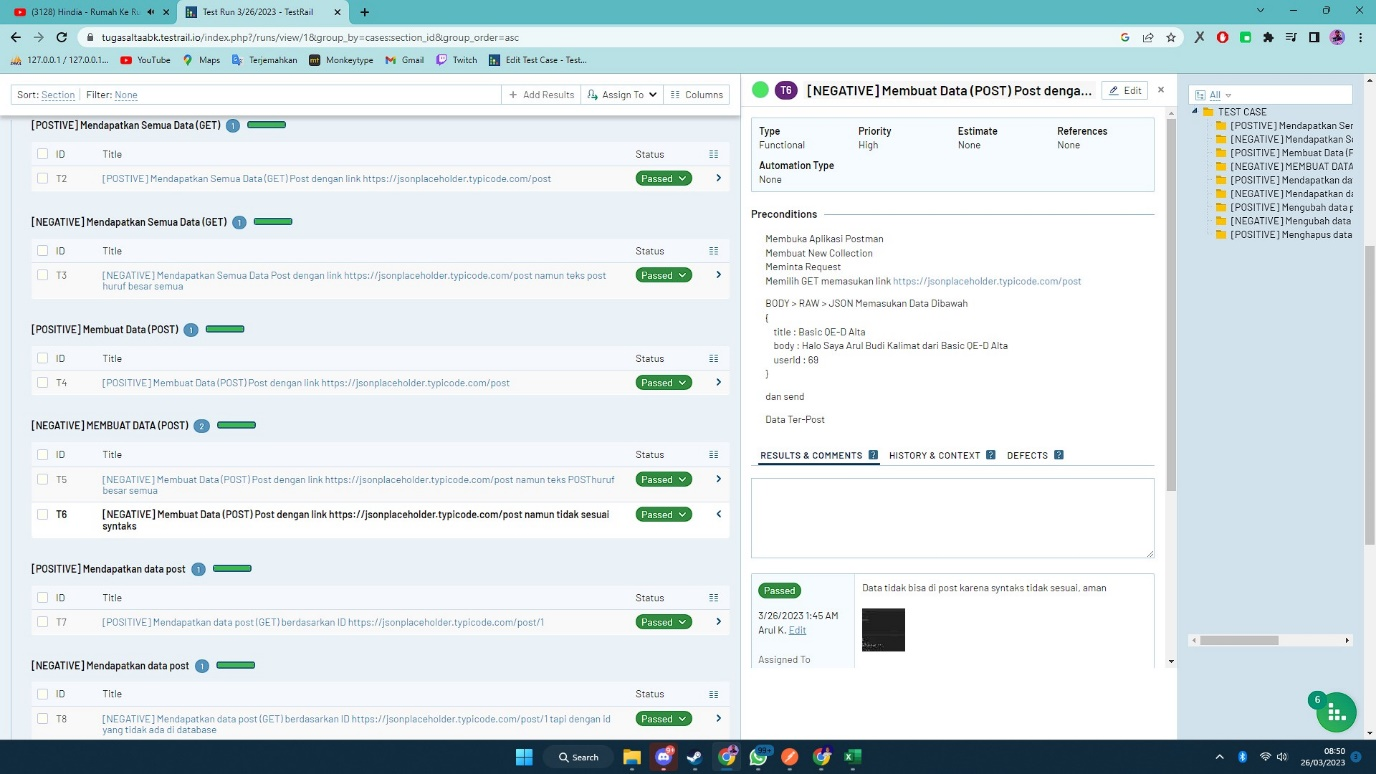 (3128) Hindia - Rumah Ke Ru
Test Run 3/26/2023 - TestRail
tugasaltaabk.testrail.io/index.php?/runs/view/1&group_by=cases:section_id&group_order=asc
127.0.0.1 / 127.0.0.1...
YouTube
Maps
Terjemahkan
Monkeytype
Gmail
Twitch
Edit Test Case - Test...
Sort: Section
Filter: None
+ Add Results
Assign To
Columns
[POSTIVE] Mendapatkan Semua Data (GET) 1
ID Title Status
T2 [POSTIVE] Mendapatkan Semua Data (GET) Post dengan link https://jsonplaceholder.typicode.com/post Passed
[NEGATIVE] Mendapatkan Semua Data (GET) 1
ID Title Status
T3 [NEGATIVE] Mendapatkan Semua Data Post dengan link https://jsonplaceholder.typicode.com/post namun teks post Passed
huruf besar semua
[POSITIVE] Membuat Data (POST) 1
ID Title Status
T4 [POSITIVE] Membuat Data (POST) Post dengan link https://jsonplaceholder.typicode.com/post Passed
[NEGATIVE] MEMBUAT DATA (POST) 2
ID Title Status
T5 [NEGATIVE] Membuat Data (POST) Post dengan link https://jsonplaceholder.typicode.com/post namun teks POSThuruf Passed
besar semua
T6 [NEGATIVE] Membuat Data (POST) Post dengan link https://jsonplaceholder.typicode.com/post namun tidak sesuai Passed
syntaks
[POSITIVE] Mendapatkan data post 1
ID Title Status
T7 [POSITIVE] Mendapatkan data post (GET) berdasarkan ID https://jsonplaceholder.typicode.com/post/1 Passed
[NEGATIVE] Mendapatkan data post 1
ID Title Status
T8 [NEGATIVE] Mendapatkan data post (GET) berdasarkan ID https://jsonplaceholder.typicode.com/post/1 tapi dengan id Passed
yang tidak ada di database
T6 [NEGATIVE] Membuat Data (POST) Post denga...
Edit
Type Priority Estimate References
Functional High None None
Automation Type
None
Preconditions
Membuka Aplikasi Postman
Membuat New Collection
Meminta Request
Memilih GET memasukan link https://jsonplaceholder.typicode.com/post
BODY > RAW > JSON Memasukan Data Dibawah
{
title : Basic QE-D Alta
body : Halo Saya Arul Budi Kalimat dari Basic QE-D Alta
userId : 69
}
dan send
Data Ter-Post
RESULTS & COMMENTS ? HISTORY & CONTEXT ? DEFECTS ?
Passed
Data tidak bisa di post karena syntaks tidak sesuai, aman
3/26/2023 1:45 AM
Arul K. Edit
Assigned To
All
TEST CASE
[POSTIVE] Mendapatkan Ser
[NEGATIVE] Mendapatkan S
[POSITIVE] Membuat Data (P
[NEGATIVE] MEMBUAT DATA
[POSITIVE] Mendapatkan da
[NEGATIVE] Mendapatkan da
[POSITIVE] Mengubah data p
[NEGATIVE] Mengubah data
[POSITIVE] Menghapus data
6
Search
99+
08:50
26/03/2023
3